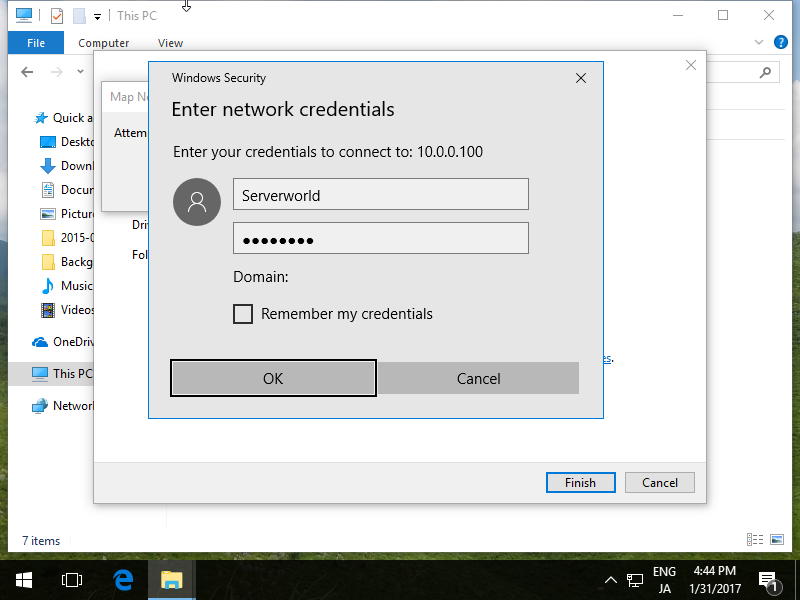 This PC
File
Computer
View
Windows Security
Enter network credentials
Enter your credentials to connect to: 10.0.0.100
Serverworld
●●●●●●●●
Domain:
Remember my credentials
OK
Cancel
Map Ne
Attem
Dri
Fol
es.
Finish
Cancel
Quick a
Deskto
Downl
Docur
Picture
2015-0
Backg
Music
Videos
OneDriv
This PC
Networ
7 items
ENG
JA
4:44 PM
1/31/2017
1